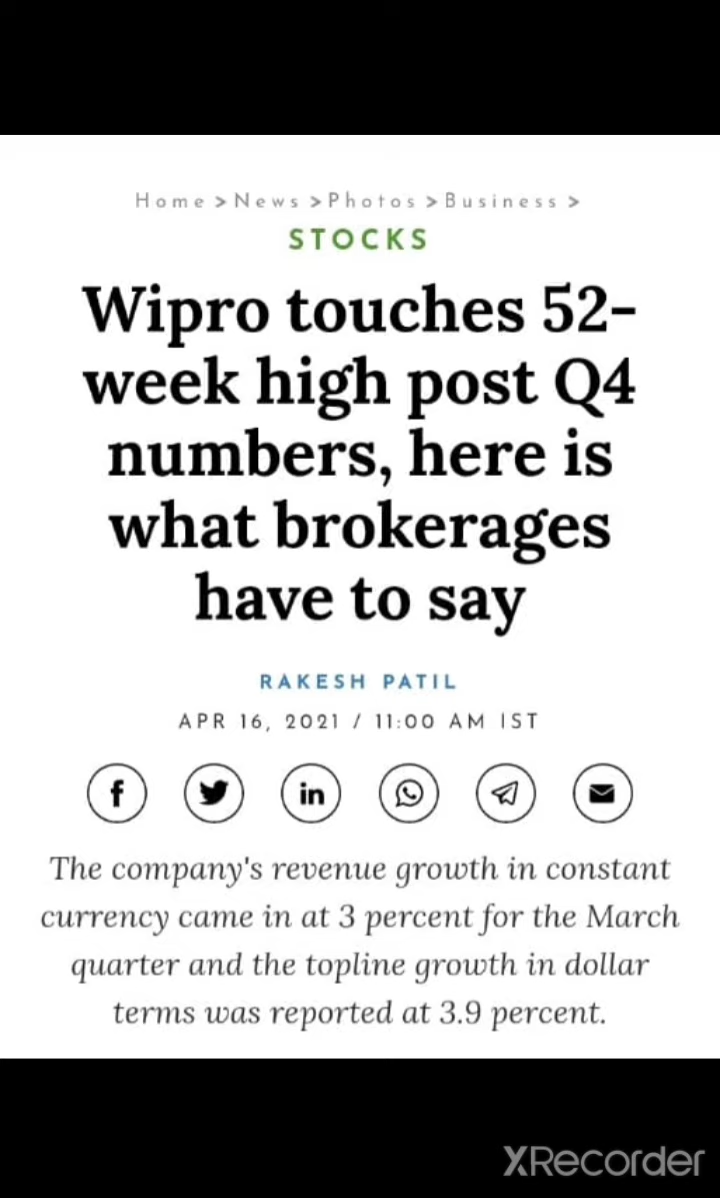 Home > News > Photos > Business >
STOCKS
Wipro touches 52-
week high post Q4
numbers, here is
what brokerages
have to say
RAKESH PATIL
APR 16, 2021 / 11:00 AM IST
f in
The company's revenue growth in constant
currency came in at 3 percent for the March
quarter and the topline growth in dollar
terms was reported at 3.9 percent.
XRecorder